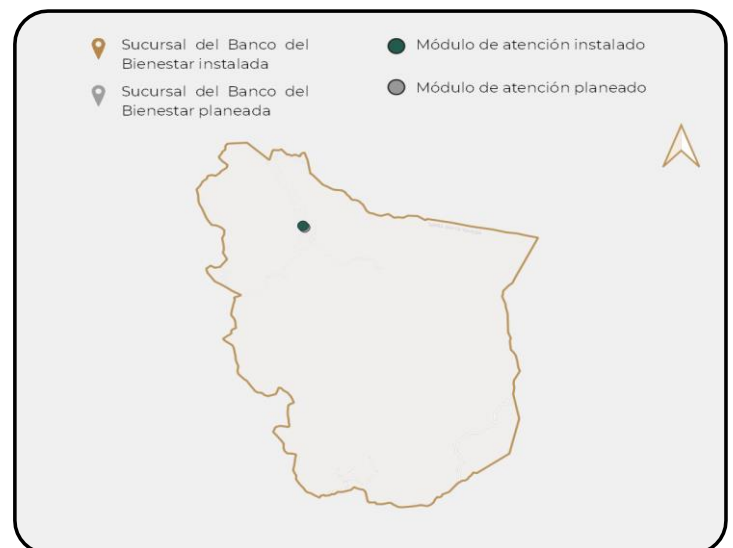 Sucursal del Banco del
Bienestar instalada
Sucursal del Banco del
Bienestar planeada
Módulo de atención instalado
Módulo de atención planeado